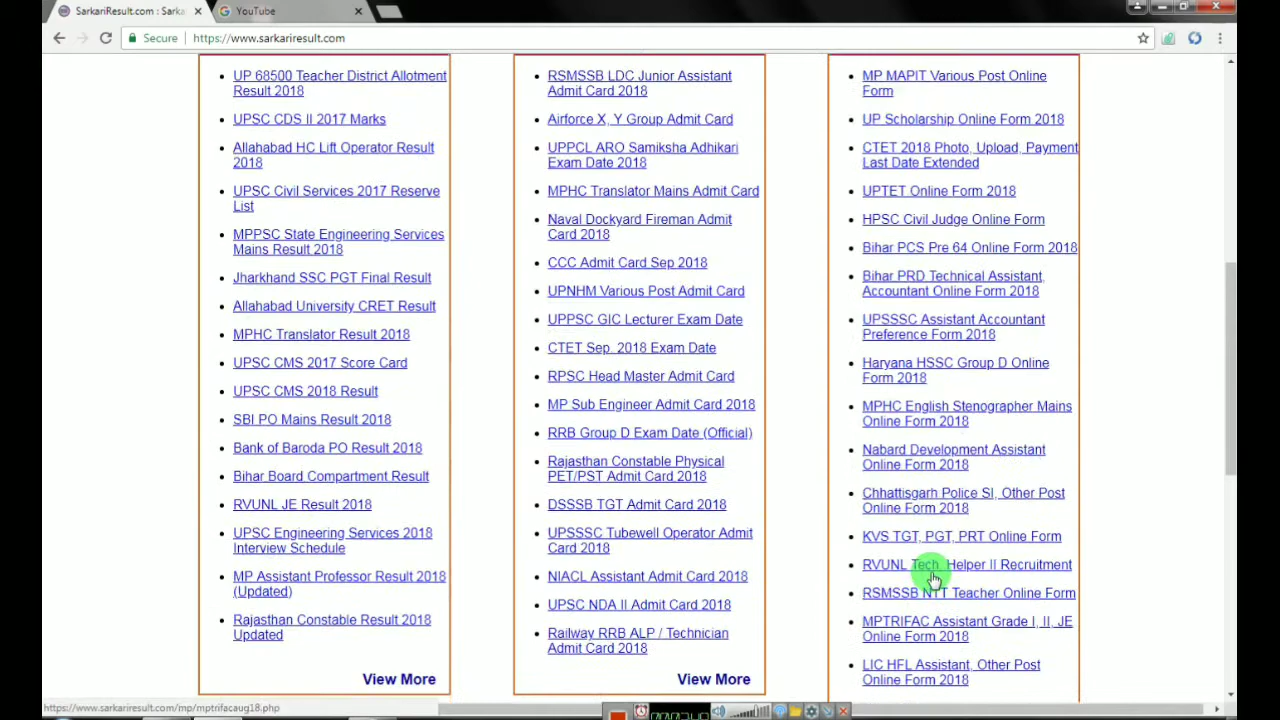 SarkariResult.com : Sarka
YouTube
Secure
https://www.sarkariresult.com
UP 68500 Teacher District Allotment
Result 2018
UPSC CDS II 2017 Marks
Allahabad HC Lift Operator Result
2018
UPSC Civil Services 2017 Reserve
List
MPPSC State Engineering Services
Mains Result 2018
Jharkhand SSC PGT Final Result
Allahabad University CRET Result
MPHC Translator Result 2018
UPSC CMS 2017 Score Card
UPSC CMS 2018 Result
SBI PO Mains Result 2018
Bank of Baroda PO Result 2018
Bihar Board Compartment Result
RVUNL JE Result 2018
UPSC Engineering Services 2018
Interview Schedule
MP Assistant Professor Result 2018
(Updated)
Rajasthan Constable Result 2018
Updated
View More
RSMSSB LDC Junior Assistant
Admit Card 2018
Airforce X, Y Group Admit Card
UPPCL ARO Samiksha Adhikari
Exam Date 2018
MPHC Translator Mains Admit Card
Naval Dockyard Fireman Admit
Card 2018
CCC Admit Card Sep 2018
UPNHM Various Post Admit Card
UPPSC GIC Lecturer Exam Date
CTET Sep. 2018 Exam Date
RPSC Head Master Admit Card
MP Sub Engineer Admit Card 2018
RRB Group D Exam Date (Official)
Rajasthan Constable Physical
PET/PST Admit Card 2018
DSSSB TGT Admit Card 2018
UPSSSC Tubewell Operator Admit
Card 2018
NIACL Assistant Admit Card 2018
UPSC NDA II Admit Card 2018
Railway RRB ALP / Technician
Admit Card 2018
View More
MP MAPIT Various Post Online
Form
UP Scholarship Online Form 2018
CTET 2018 Photo, Upload, Payment
Last Date Extended
UPTET Online Form 2018
HPSC Civil Judge Online Form
Bihar PCS Pre 64 Online Form 2018
Bihar PRD Technical Assistant,
Accountant Online Form 2018
UPSSSC Assistant Accountant
Preference Form 2018
Haryana HSSC Group D Online
Form 2018
MPHC English Stenographer Mains
Online Form 2018
Nabard Development Assistant
Online Form 2018
Chhattisgarh Police SI, Other Post
Online Form 2018
KVS TGT, PGT, PRT Online Form
RVUNL Tech. Helper II Recruitment
RSMSSB NTT Teacher Online Form
MPTRIFAC Assistant Grade I, II, JE
Online Form 2018
LIC HFL Assistant, Other Post
Online Form 2018
https://www.sarkariresult.com/mp/mptrifacaug18.php